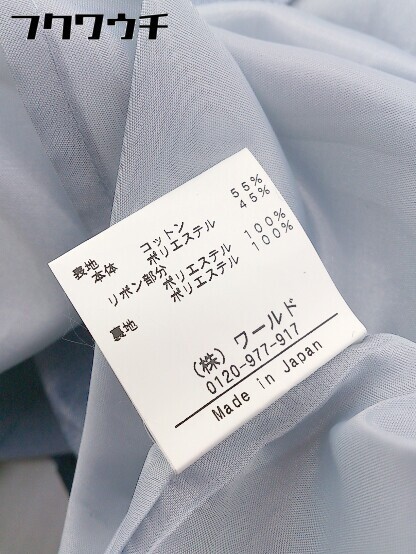 フクワウチ
表地
本体 コットン 55%
ポリエステル 45%
リボン部分 ポリエステル 100%
裏地 ポリエステル 100%
(株) ワールド
0120-977-917
Made in Japan